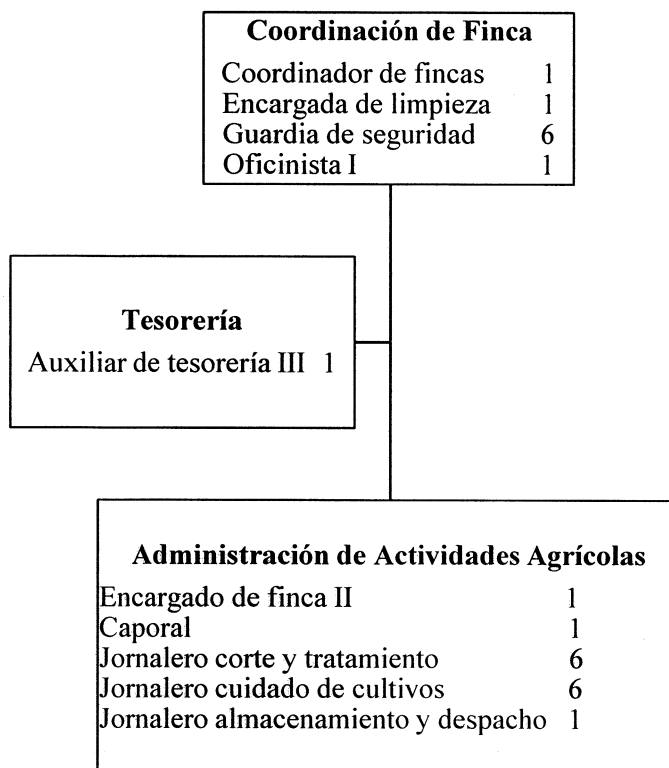 Coordinación de Finca
Coordinador de fincas 1
Encargada de limpieza 1
Guardia de seguridad 6
Oficinista I 1
Tesorería
Auxiliar de tesorería III 1
Administración de Actividades Agrícolas
Encargado de finca II 1
Caporal 1
Jornalero corte y tratamiento 6
Jornalero cuidado de cultivos 6
Jornalero almacenamiento y despacho 1